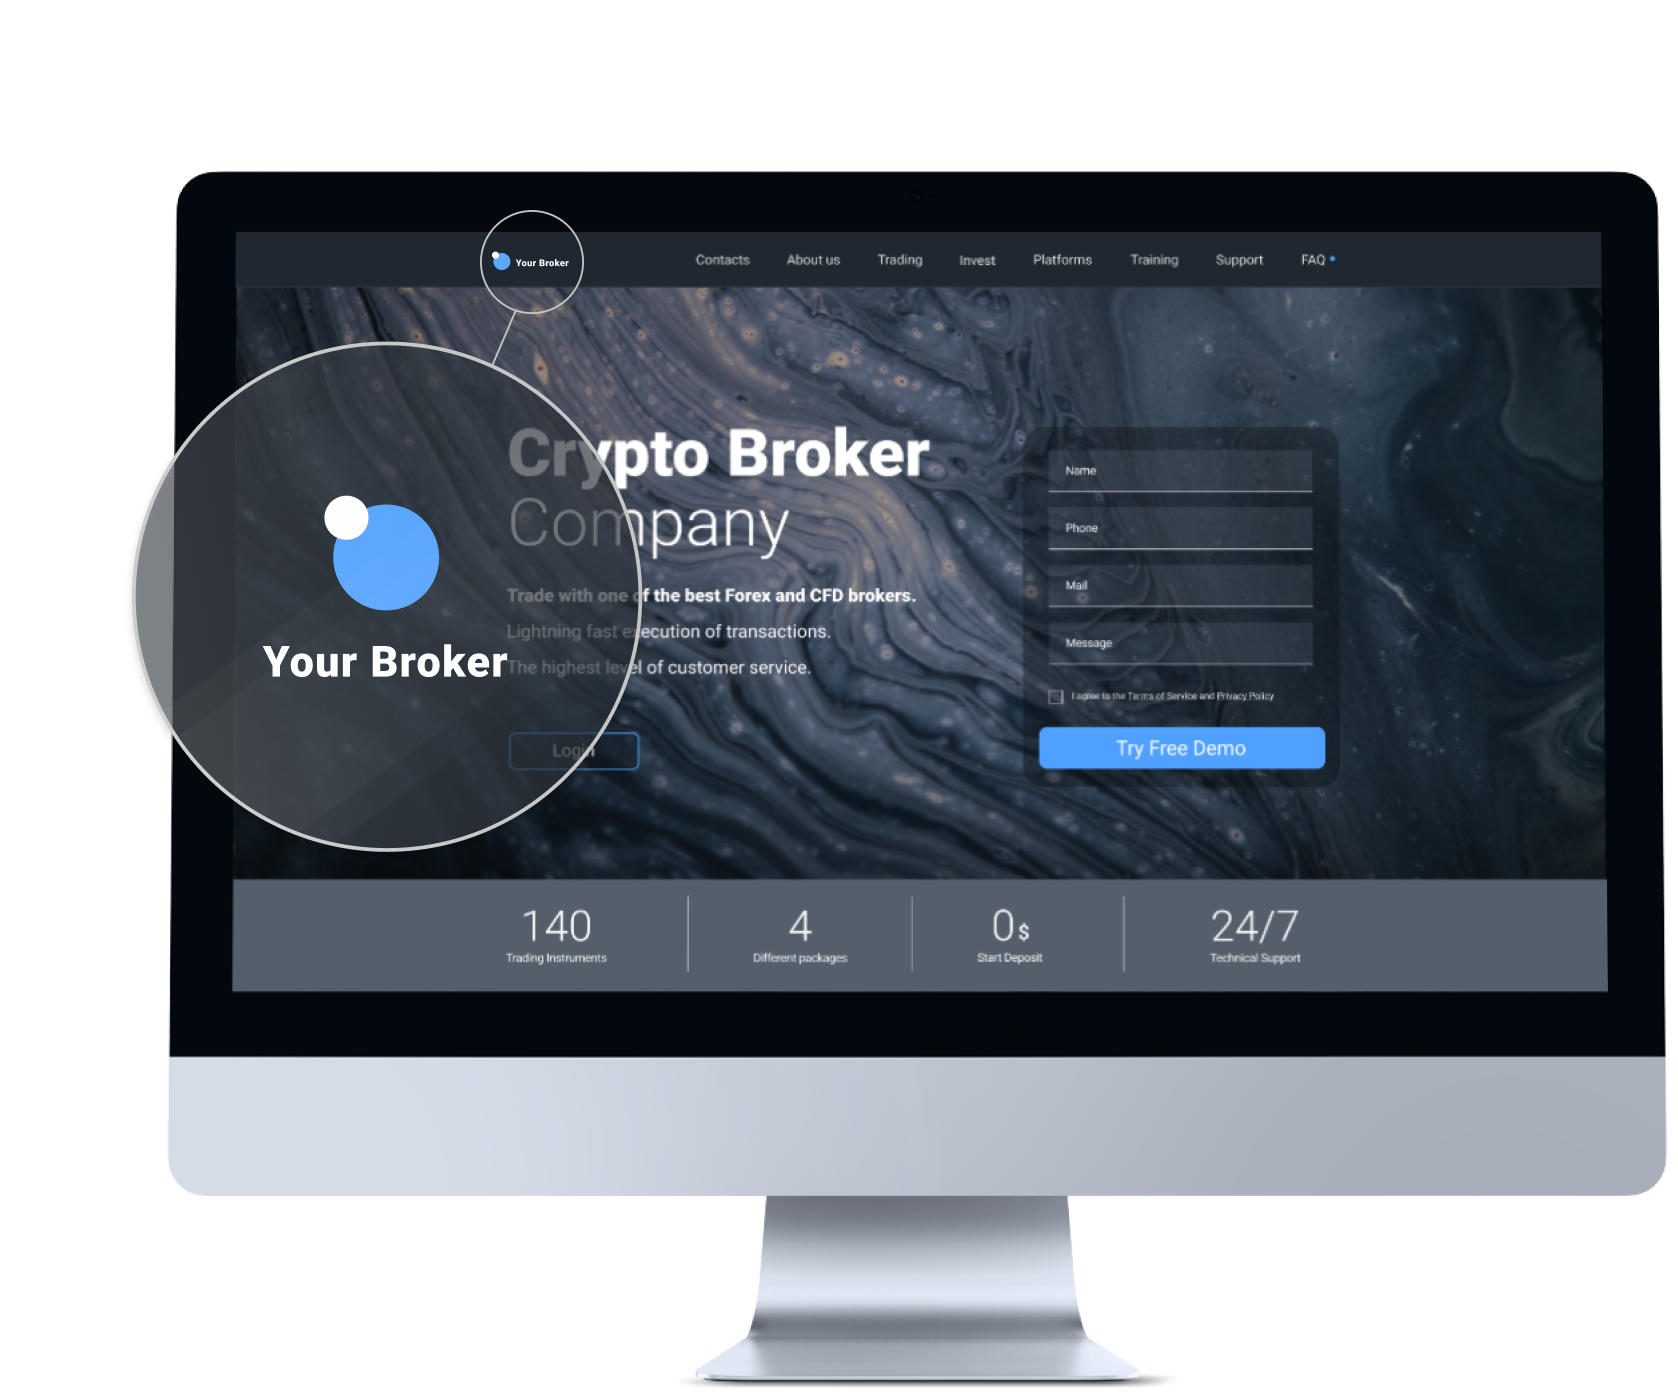 Your Broker
Contacts About us Trading Invest Platforms Training Support FAQ
Crypto Broker
Company
Trade with one of the best Forex and CFD brokers.
Lightning fast execution of transactions.
The highest level of customer service.
Login
Your Broker
Name
Phone
Mail
Message
I agree to the Terms of Service and Privacy Policy
Try Free Demo
140
Trading Instruments
4
Different packages
0$
Start Deposit
24/7
Technical Support